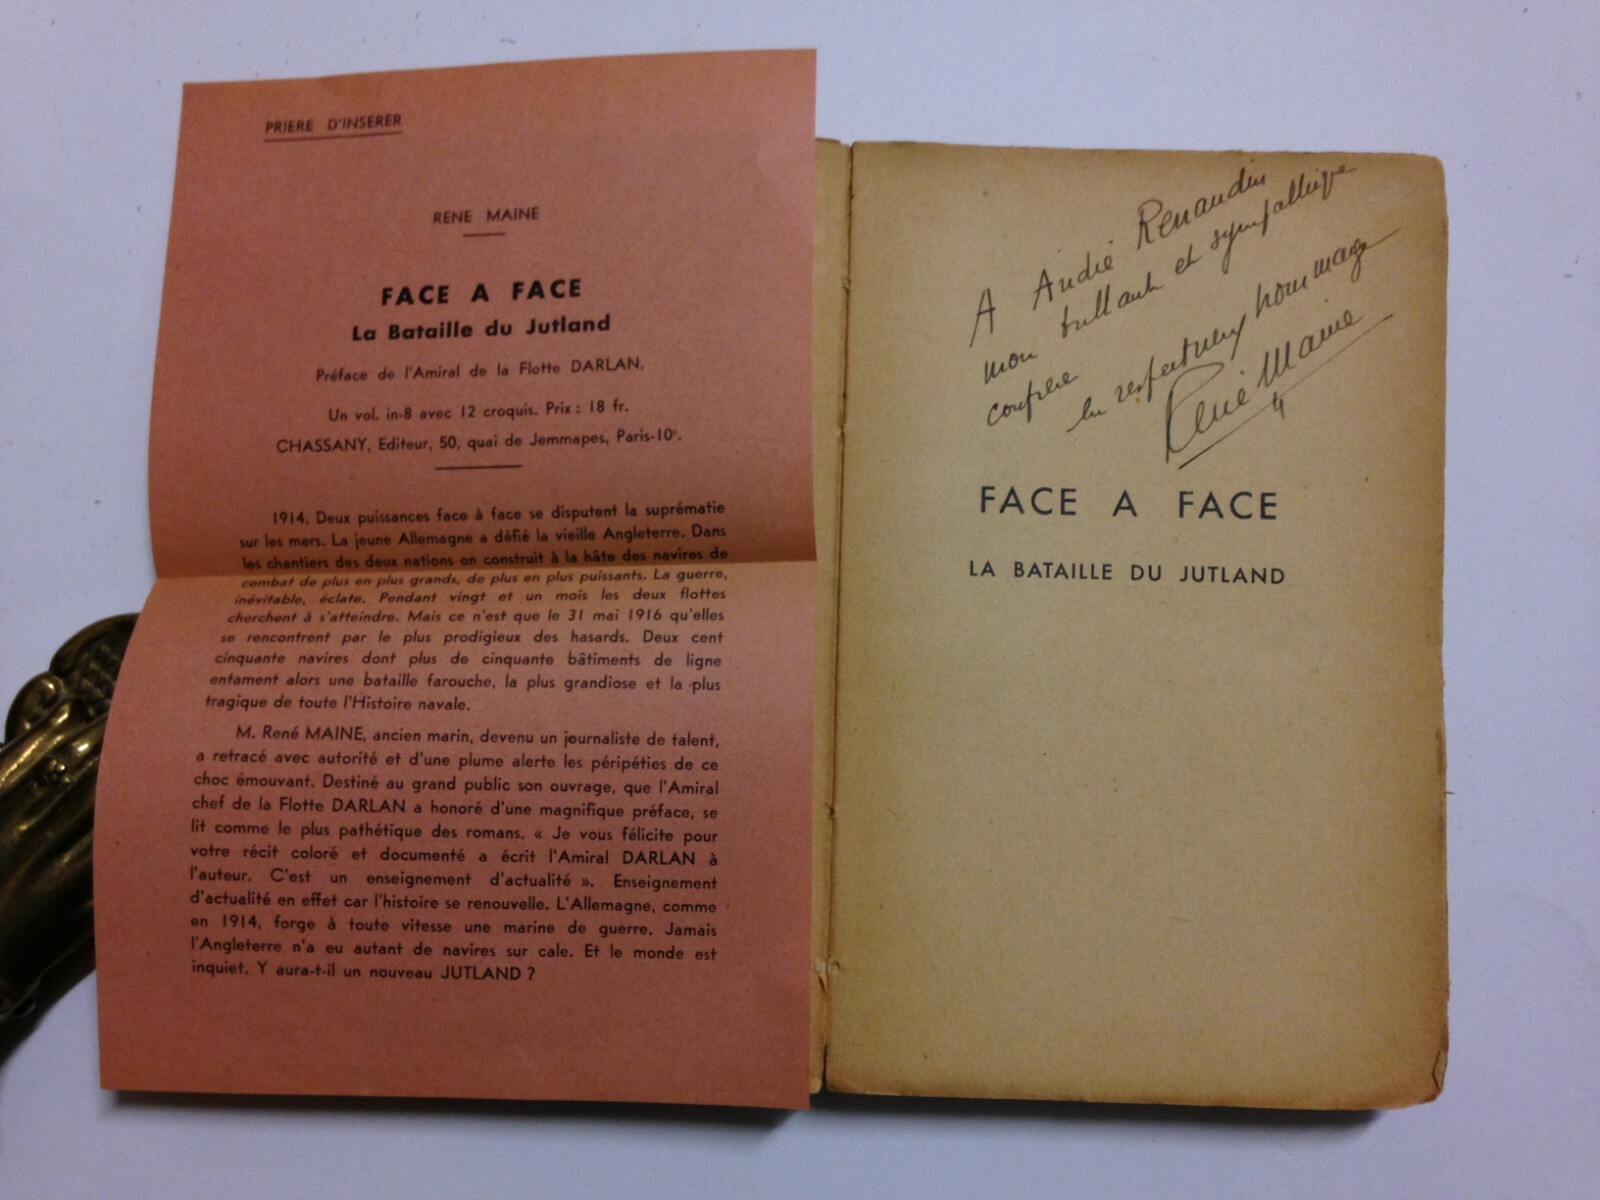 PRIERE D'INSERER
RENE MAINE
FACE A FACE
La Bataille du Jutland
Préface de l'Amiral de la Flotte DARLAN.
Un vol. in-8 avec 12 croquis. Prix : 18 fr.
CHASSANY, Editeur, 50, quai de Jemmapes, Paris-10e.
1914. Deux puissances face à face se disputent la suprématie
sur les mers. La jeune Allemagne a défié la vieille Angleterre. Dans
les chantiers des deux nations on construit à la hâte des navires de
combat de plus en plus grands, de plus en plus puissants. La guerre,
inévitable, éclate. Pendant vingt et un mois les deux flottes
cherchent à s'atteindre. Mais ce n'est que le 31 mai 1916 qu'elles
se rencontrent par le plus prodigieux des hasards. Deux cent
cinquante navires dont plus de cinquante bâtiments de ligne
entament alors une bataille farouche, la plus grandiose et la plus
tragique de toute l'Histoire navale.
M. René MAINE, ancien marin, devenu un journaliste de talent,
a retracé avec autorité et d'une plume alerte les péripéties de ce
choc émouvant. Destiné au grand public son ouvrage, que l'Amiral
chef de la Flotte DARLAN a honoré d'une magnifique préface, se
lit comme le plus pathétique des romans. « Je vous félicite pour
votre récit coloré et documenté a écrit l'Amiral DARLAN à
l'auteur. C'est un enseignement d'actualité ». Enseignement
d'actualité en effet car l'histoire se renouvelle. L'Allemagne, comme
en 1914, forge à toute vitesse une marine de guerre. Jamais
l'Angleterre n'a eu autant de navires sur cale. Et le monde est
inquiet. Y aura-t-il un nouveau JUTLAND ?
A André Renaudin
mon brillant et sympathique
confrère
en respectueux hommage
René Maine
FACE A FACE
LA BATAILLE DU JUTLAND